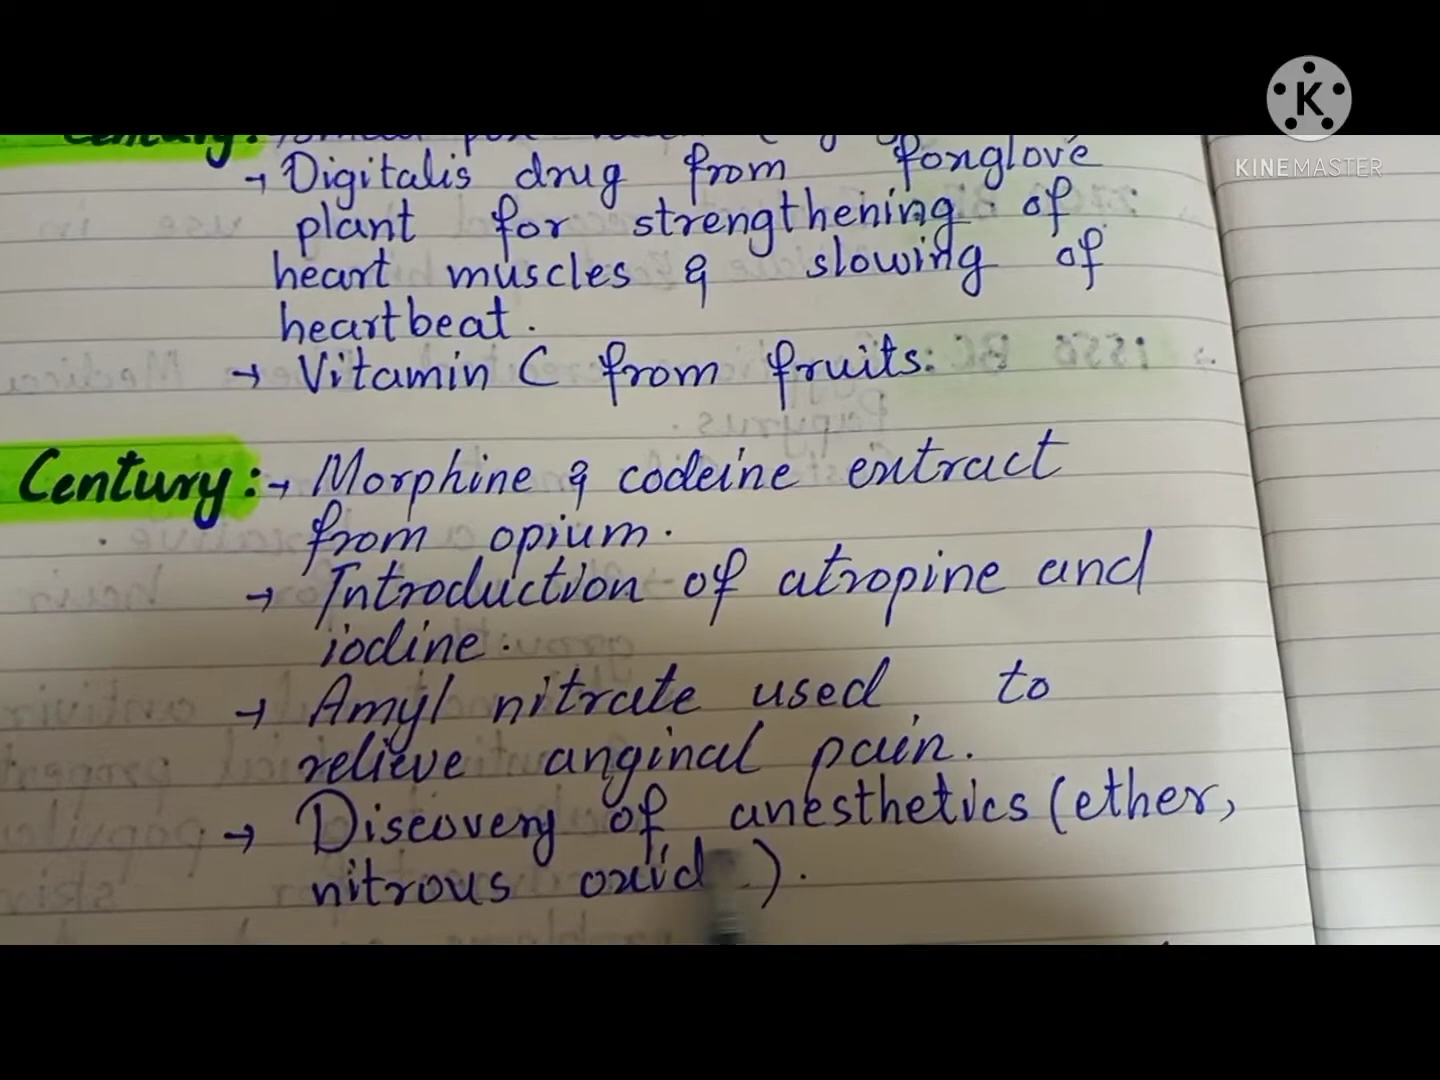 K
KINEMASTER
Century:
→ Digitalis drug from foxglove
plant for strengthening of
heart muscles & slowing of
heartbeat.
→ Vitamin C from fruits.
Century:→ Morphine & codeine extract
from opium.
→ Introduction of atropine and
iodine.
→ Amyl nitrate used to
relieve anginal pain.
→ Discovery of anesthetics (ether,
nitrous oxid ).